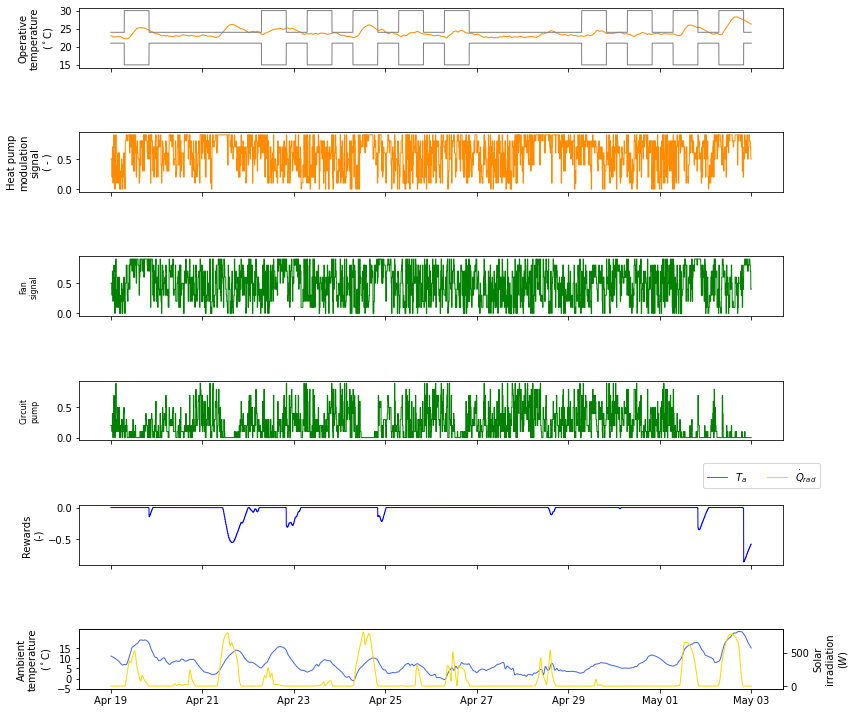 Operative
temperature
(°C)
30
25
20
15
Heat pump
modulation
signal
( - )
0.5
0.0
Fan
signal
0.5
0.0
Circuit
pump
0.5
0.0
T_a Q̇_rad
Rewards
(-)
0.0
−0.5
Ambient
temperature
(°C)
15
10
5
0
−5
Solar
irradiation
(W)
500
0
Apr 19 Apr 21 Apr 23 Apr 25 Apr 27 Apr 29 May 01 May 03